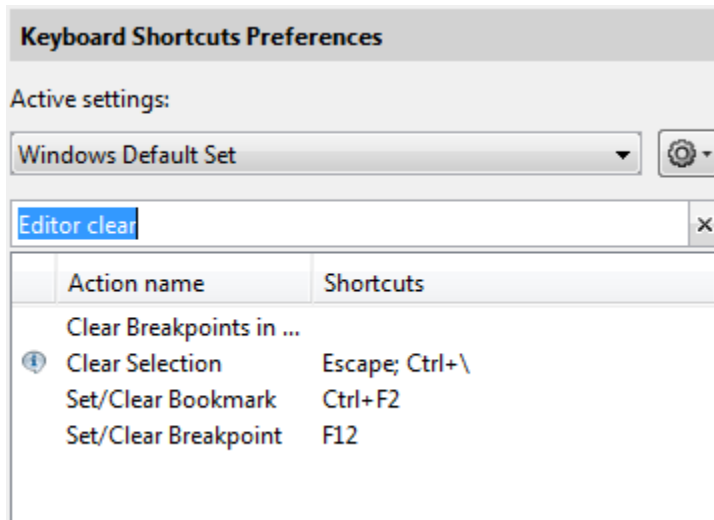 Keyboard Shortcuts Preferences
Active settings:
Windows Default Set
Editor clear
Action name Shortcuts
Clear Breakpoints in ...
Clear Selection Escape; Ctrl+\
Set/Clear Bookmark Ctrl+F2
Set/Clear Breakpoint F12